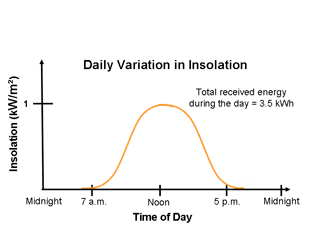 Daily Variation in Insolation
Total received energy
during the day = 3.5 kWh
Insolation (kW/m²)
1
Midnight
7 a.m.
Noon
5 p.m.
Midnight
Time of Day